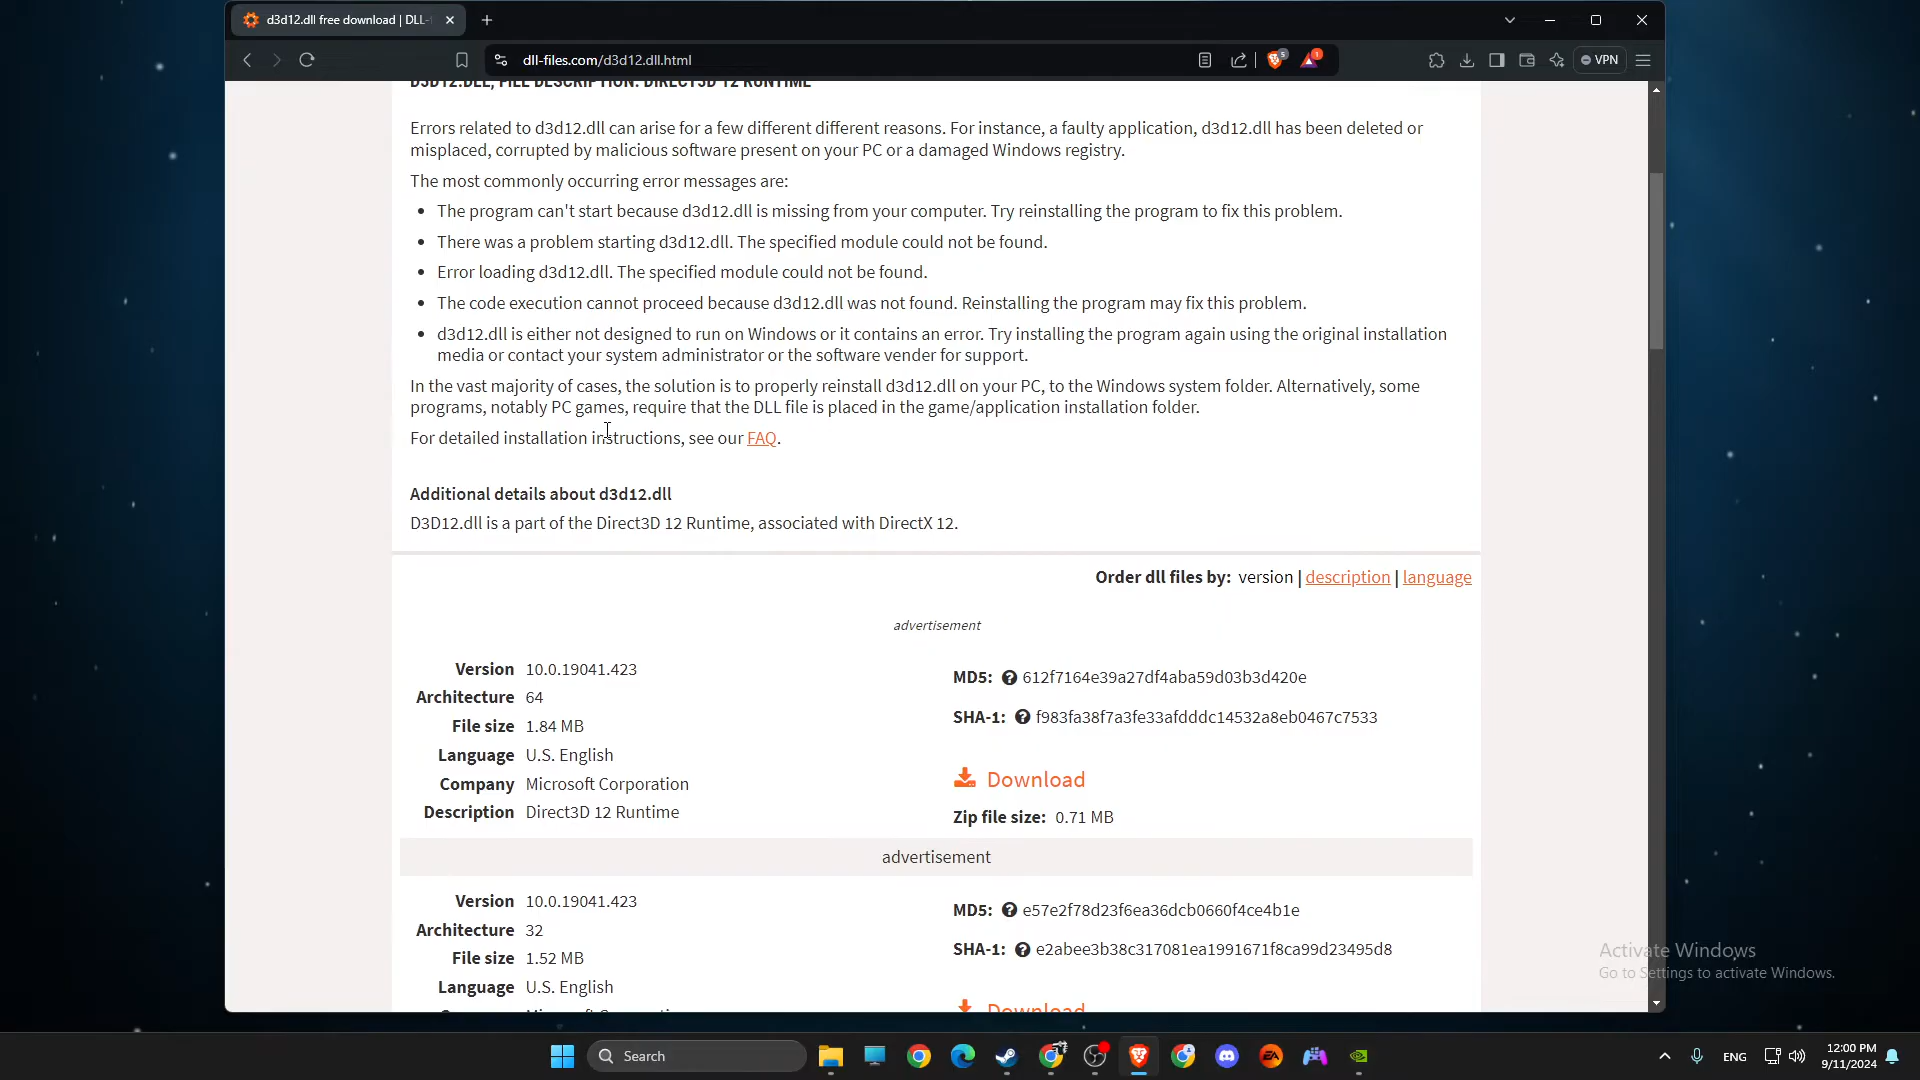 d3d12.dll free download | DLL-
dll-files.com/d3d12.dll.html
VPN
D3D12.DLL, FILE DESCRIPTION: DIRECT3D 12 RUNTIME
Errors related to d3d12.dll can arise for a few different different reasons. For instance, a faulty application, d3d12.dll has been deleted or
misplaced, corrupted by malicious software present on your PC or a damaged Windows registry.
The most commonly occurring error messages are:
• The program can't start because d3d12.dll is missing from your computer. Try reinstalling the program to fix this problem.
• There was a problem starting d3d12.dll. The specified module could not be found.
• Error loading d3d12.dll. The specified module could not be found.
• The code execution cannot proceed because d3d12.dll was not found. Reinstalling the program may fix this problem.
• d3d12.dll is either not designed to run on Windows or it contains an error. Try installing the program again using the original installation
media or contact your system administrator or the software vender for support.
In the vast majority of cases, the solution is to properly reinstall d3d12.dll on your PC, to the Windows system folder. Alternatively, some
programs, notably PC games, require that the DLL file is placed in the game/application installation folder.
For detailed installation instructions, see our FAQ.
Additional details about d3d12.dll
D3D12.dll is a part of the Direct3D 12 Runtime, associated with DirectX 12.
Order dll files by: version | description | language
advertisement
Version 10.0.19041.423
Architecture 64
File size 1.84 MB
Language U.S. English
Company Microsoft Corporation
Description Direct3D 12 Runtime
MD5: 612f7164e39a27df4aba59d03b3d420e
SHA-1: f983fa38f7a3fe33afdddc14532a8eb0467c7533
Download
Zip file size: 0.71 MB
advertisement
Version 10.0.19041.423
Architecture 32
File size 1.52 MB
Language U.S. English
MD5: e57e2f78d23f6ea36dcb0660f4ce4b1e
SHA-1: e2abee3b38c317081ea1991671f8ca99d23495d8
Download
Activate Windows
Go to Settings to activate Windows.
Search
ENG
12:00 PM
9/11/2024